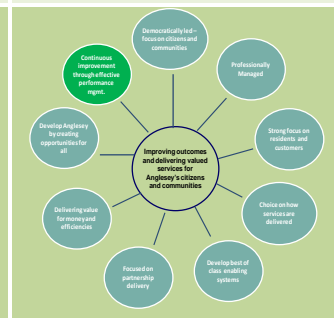 Democratically led –
focus on citizens and
communities
Professionally
Managed
Strong focus on
residents and
customers
Choice on how
services are
delivered
Develop best of
class enabling
systems
Focused on
partnership
delivery
Delivering value
for money and
efficiencies
Develop Anglesey
by creating
opportunities for
all
Continuous
improvement
through effective
performance
mgmt.
Improving outcomes
and delivering valued
services for
Anglesey's citizens
and communities